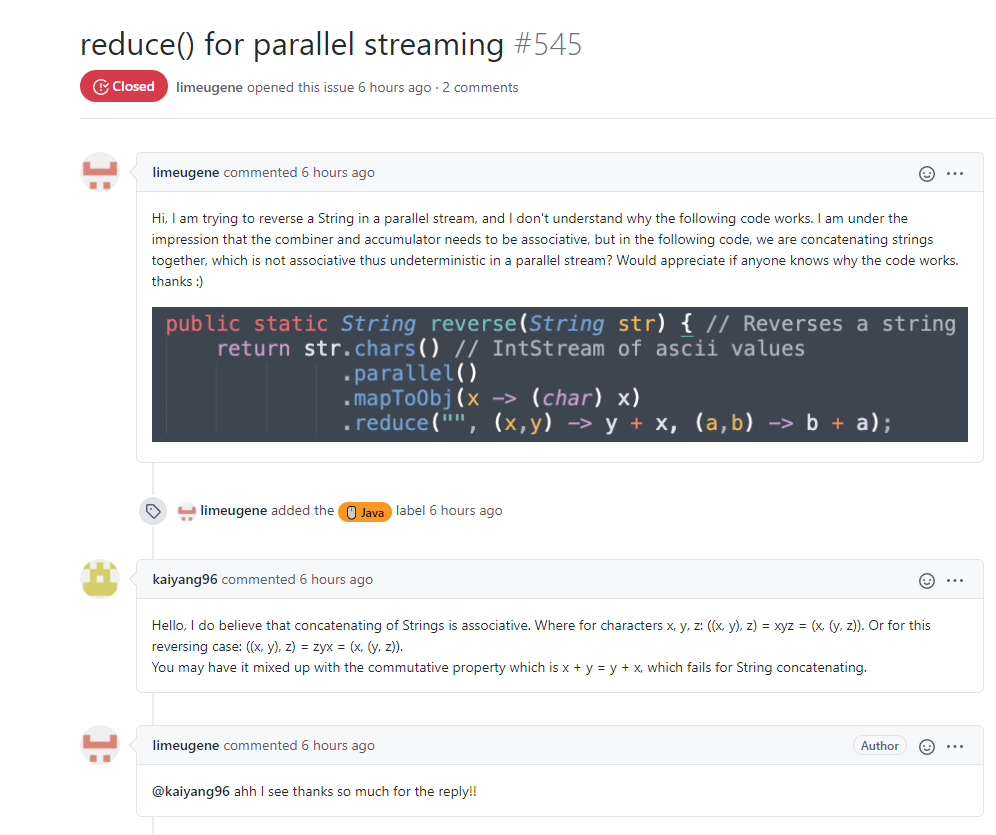 reduce() for parallel streaming #545
Closed limeugene opened this issue 6 hours ago · 2 comments
limeugene commented 6 hours ago
Hi, I am trying to reverse a String in a parallel stream, and I don't understand why the following code works. I am under the
impression that the combiner and accumulator needs to be associative, but in the following code, we are concatenating strings
together, which is not associative thus undeterministic in a parallel stream? Would appreciate if anyone knows why the code works.
thanks :)
public static String reverse(String str) { // Reverses a string
return str.chars() // IntStream of ascii values
.parallel()
.mapToObj(x -> (char) x)
.reduce("", (x,y) -> y + x, (a,b) -> b + a);
limeugene added the Java label 6 hours ago
kaiyang96 commented 6 hours ago
Hello, I do believe that concatenating of Strings is associative. Where for characters x, y, z: ((x, y), z) = xyz = (x, (y, z)). Or for this
reversing case: ((x, y), z) = zyx = (x, (y, z)).
You may have it mixed up with the commutative property which is x + y = y + x, which fails for String concatenating.
limeugene commented 6 hours ago Author
@kaiyang96 ahh I see thanks so much for the reply!!